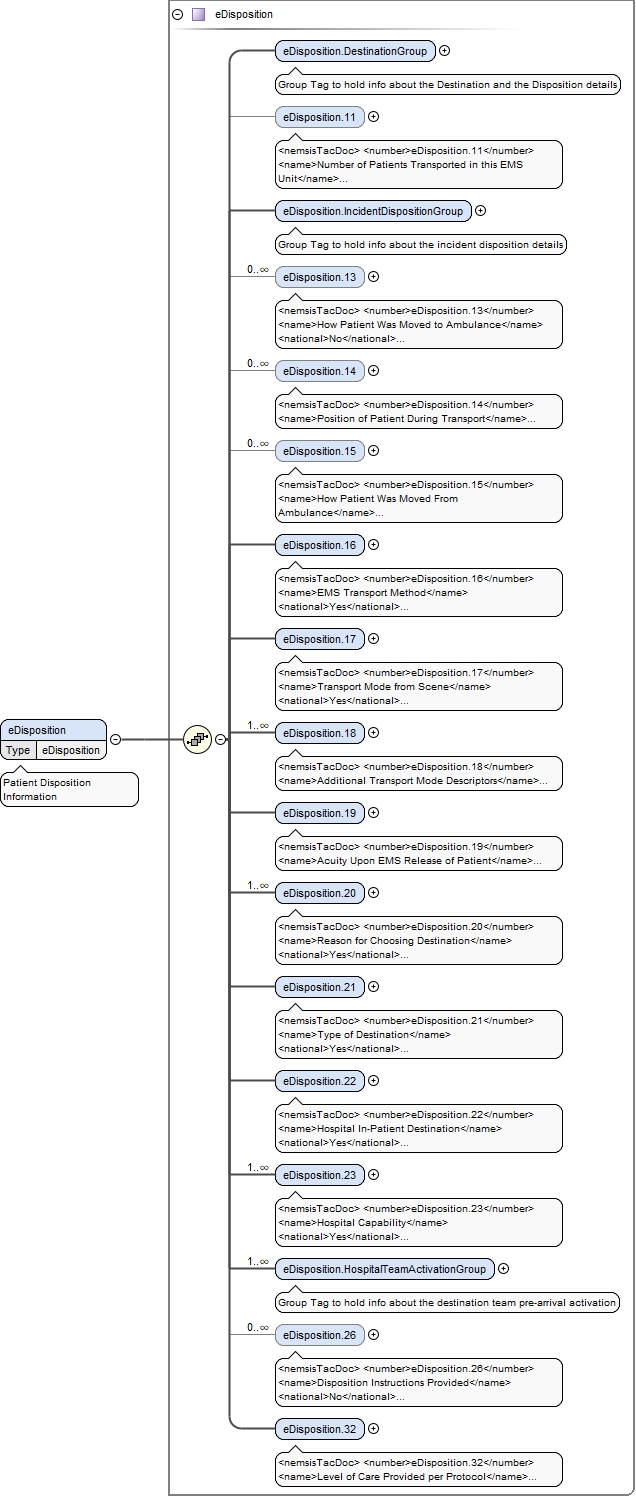 eDisposition
eDisposition.DestinationGroup
Group Tag to hold info about the Destination and the Disposition details
eDisposition.11
<nemsisTacDoc> <number>eDisposition.11</number>
<name>Number of Patients Transported in this EMS
Unit</name>...
eDisposition.IncidentDispositionGroup
Group Tag to hold info about the incident disposition details
0..∞
eDisposition.13
<nemsisTacDoc> <number>eDisposition.13</number>
<name>How Patient Was Moved to Ambulance</name>
<national>No</national>...
0..∞
eDisposition.14
<nemsisTacDoc> <number>eDisposition.14</number>
<name>Position of Patient During Transport</name>...
0..∞
eDisposition.15
<nemsisTacDoc> <number>eDisposition.15</number>
<name>How Patient Was Moved From
Ambulance</name>...
eDisposition.16
<nemsisTacDoc> <number>eDisposition.16</number>
<name>EMS Transport Method</name>
<national>Yes</national>...
eDisposition.17
<nemsisTacDoc> <number>eDisposition.17</number>
<name>Transport Mode from Scene</name>
<national>Yes</national>...
eDisposition
Type eDisposition
Patient Disposition
Information
1..∞
eDisposition.18
<nemsisTacDoc> <number>eDisposition.18</number>
<name>Additional Transport Mode Descriptors</name>...
eDisposition.19
<nemsisTacDoc> <number>eDisposition.19</number>
<name>Acuity Upon EMS Release of Patient</name>...
1..∞
eDisposition.20
<nemsisTacDoc> <number>eDisposition.20</number>
<name>Reason for Choosing Destination</name>
<national>Yes</national>...
eDisposition.21
<nemsisTacDoc> <number>eDisposition.21</number>
<name>Type of Destination</name>
<national>Yes</national>...
eDisposition.22
<nemsisTacDoc> <number>eDisposition.22</number>
<name>Hospital In-Patient Destination</name>
<national>Yes</national>...
1..∞
eDisposition.23
<nemsisTacDoc> <number>eDisposition.23</number>
<name>Hospital Capability</name>
<national>Yes</national>...
1..∞
eDisposition.HospitalTeamActivationGroup
Group Tag to hold info about the destination team pre-arrival activation
0..∞
eDisposition.26
<nemsisTacDoc> <number>eDisposition.26</number>
<name>Disposition Instructions Provided</name>
<national>No</national>...
eDisposition.32
<nemsisTacDoc> <number>eDisposition.32</number>
<name>Level of Care Provided per Protocol</name>...